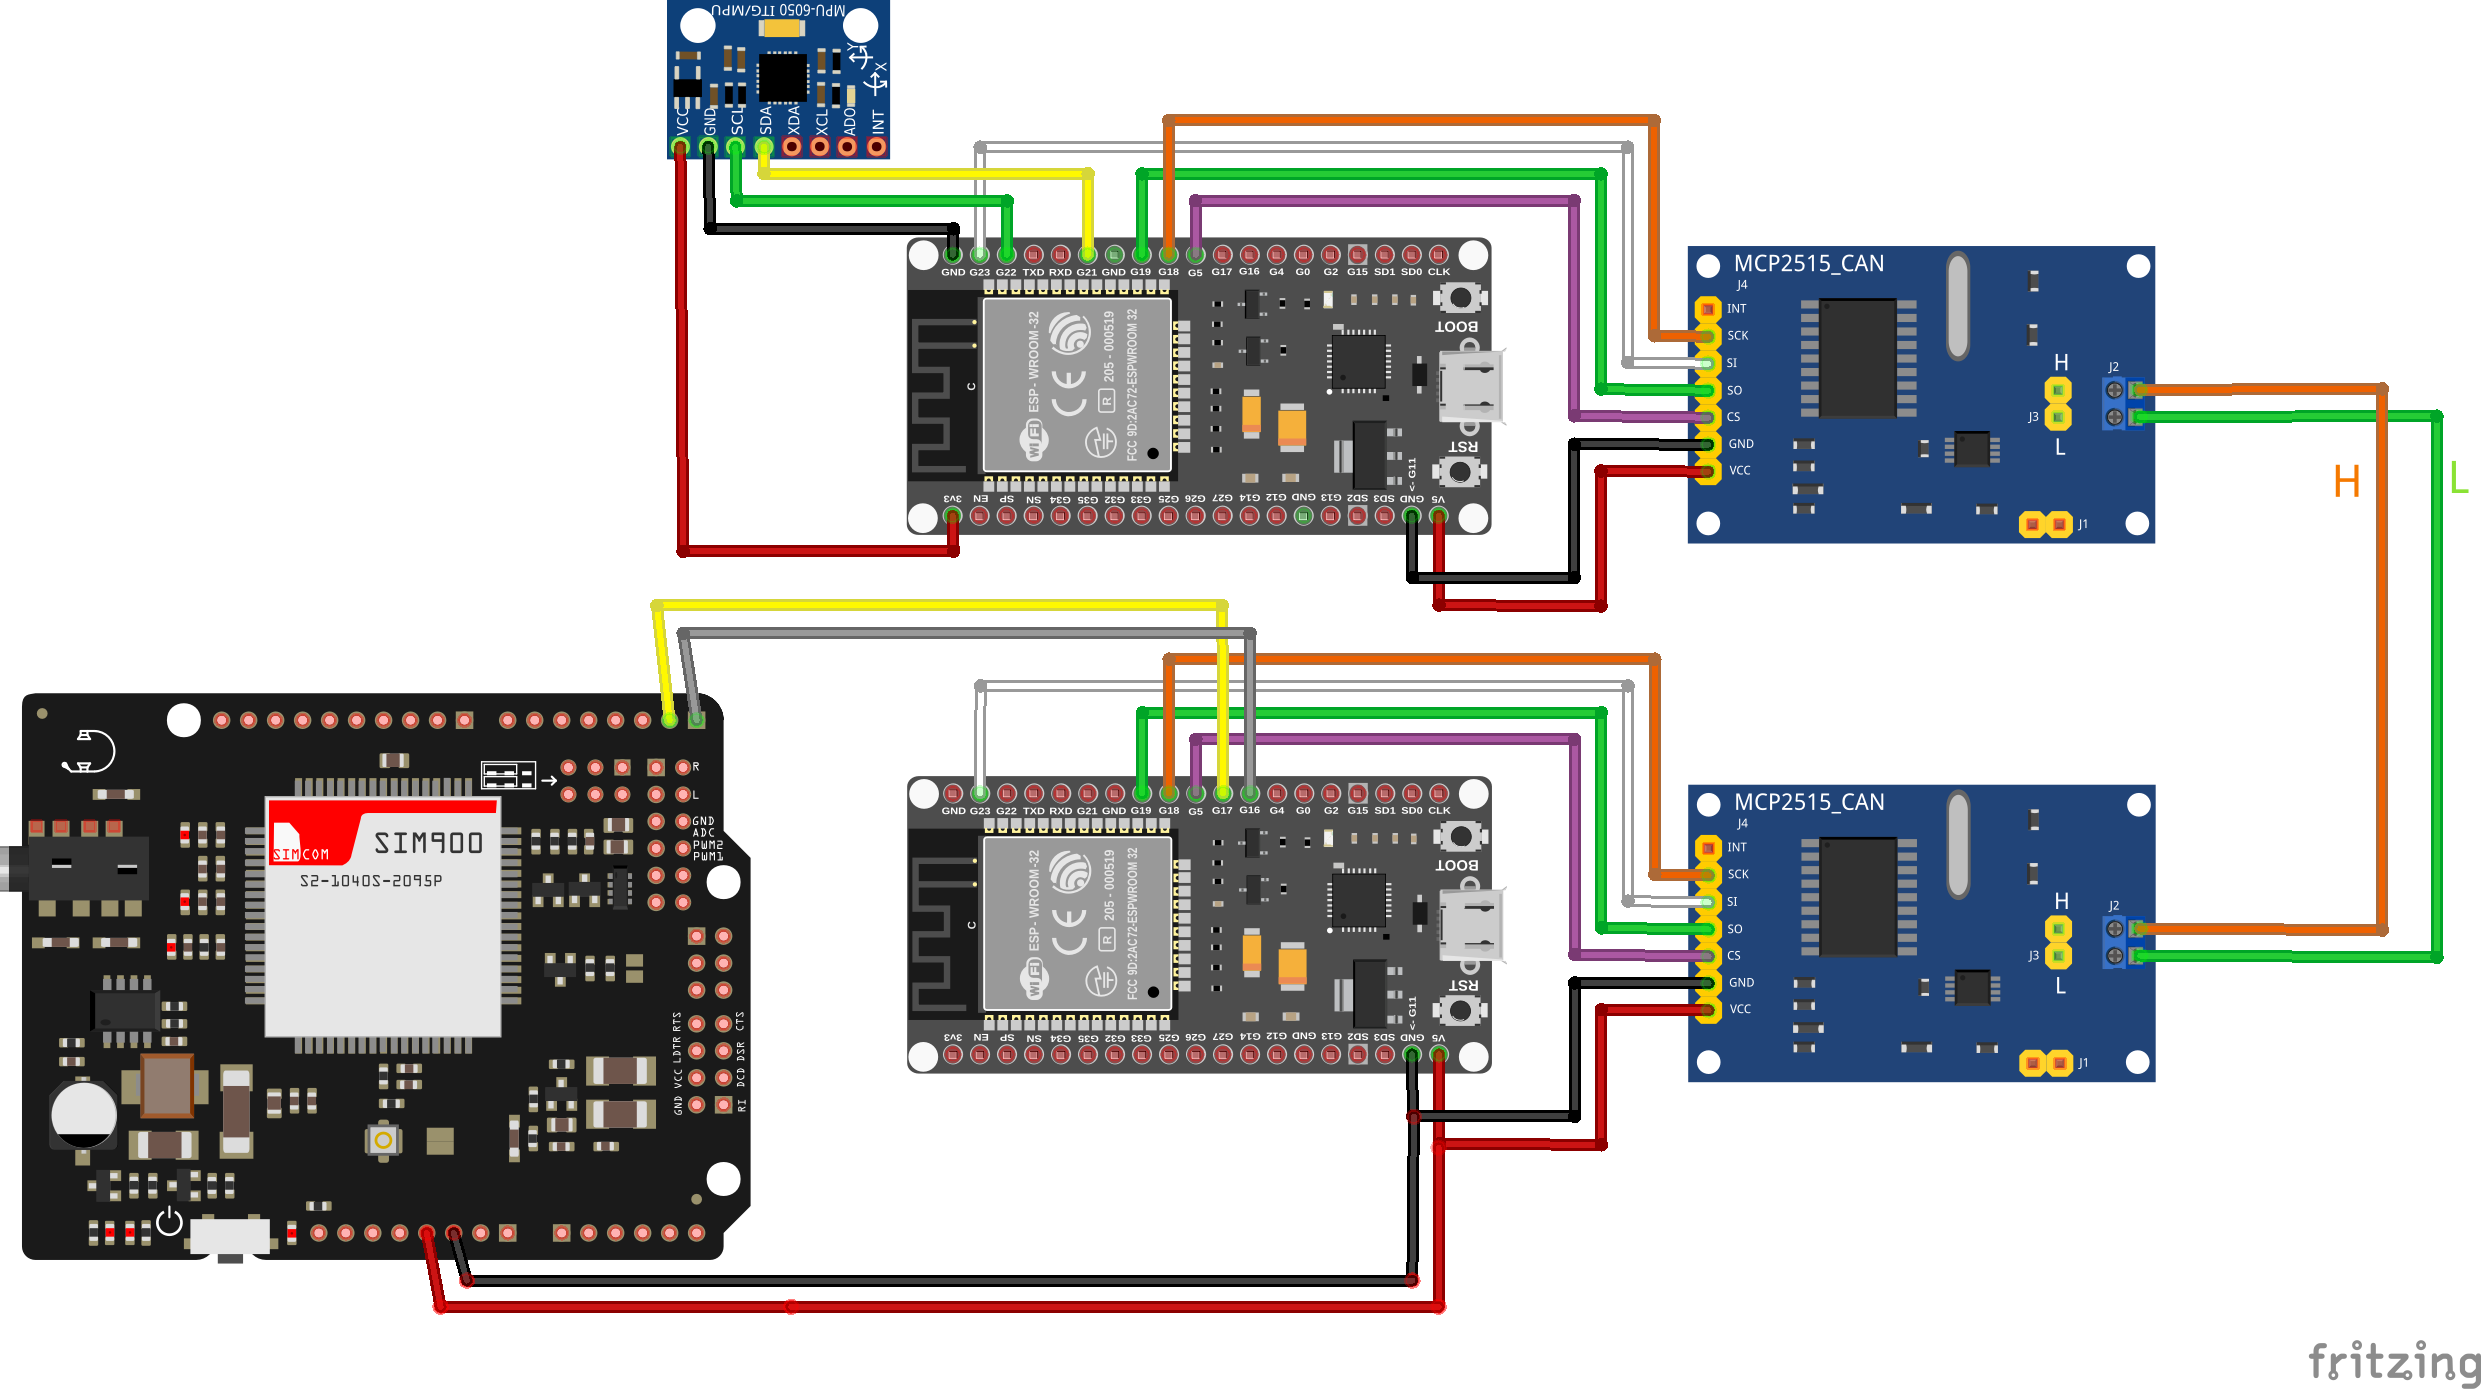 MPU-6050 ITG/MPU
Y
X
VCC
GND
SCL
SDA
XDA
XCL
ADO
INT
GND G23 G22 TXD RXD G21 GND G19 G18 G5 G17 G16 G4 G0 G2 G15 SD1 SD0 CLK
BOOT
WiFi ESP-WROOM-32
CE
R 205-000519
FCC 9D:2AC72-ESPWROOM 32
C
RST
<- G11
3v3 EN SP SN G34 G35 G32 G33 G25 G26 G27 G14 G12 GND G13 SD2 SD3 GND V5
MCP2515_CAN
J4
INT
SCK
SI
SO
CS
GND
VCC
H
J3
L
J2
J1
H
L
R
L
GND
ADC
PWM2
PWM1
SIMCOM
SIM900
S2-1040S-2095P
GND VCC LDTR RTS
RI DCD DSR CTS
GND G23 G22 TXD RXD G21 GND G19 G18 G5 G17 G16 G4 G0 G2 G15 SD1 SD0 CLK
BOOT
WiFi ESP-WROOM-32
CE
R 205-000519
FCC 9D:2AC72-ESPWROOM 32
C
RST
<- G11
3v3 EN SP SN G34 G35 G32 G33 G25 G26 G27 G14 G12 GND G13 SD2 SD3 GND V5
MCP2515_CAN
J4
INT
SCK
SI
SO
CS
GND
VCC
H
J3
L
J2
J1
fritzing